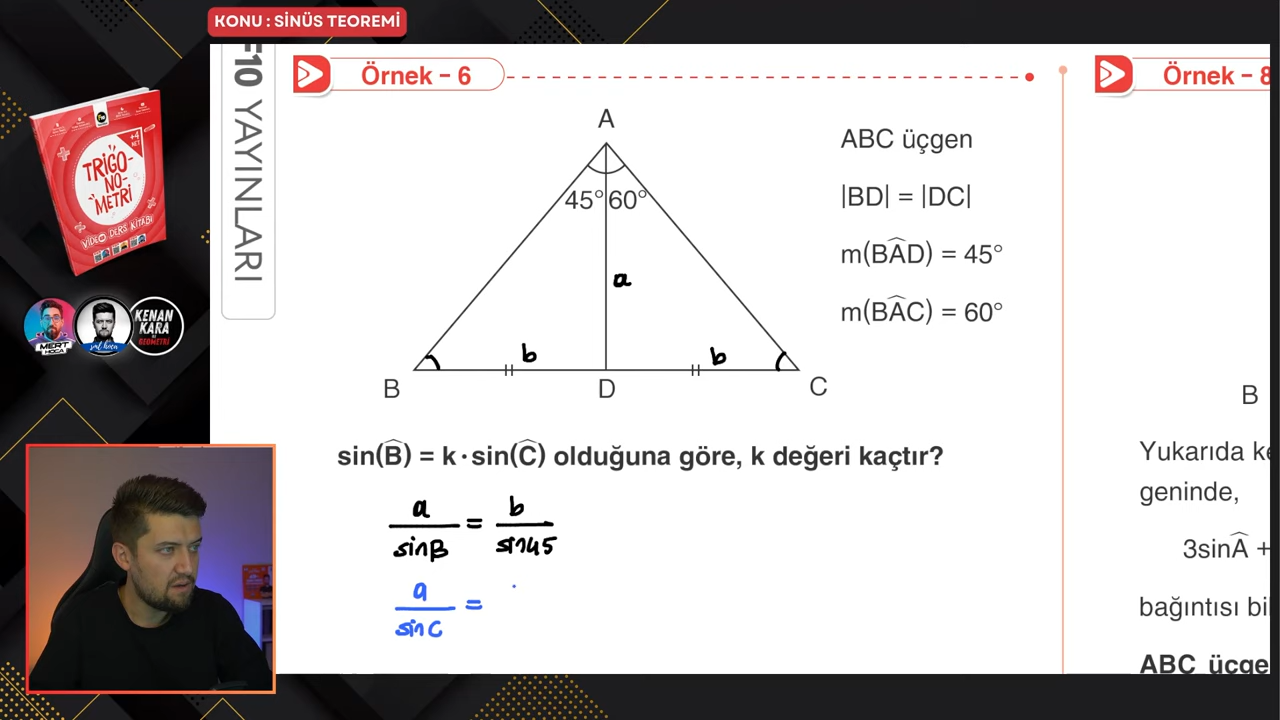 KONU : SİNÜS TEOREMİ
F10 YAYINLARI
Örnek - 6
A
45° 60°
a
b
b
B
D
C
ABC üçgen
|BD| = |DC|
m(BÂD) = 45°
m(BÂC) = 60°
sin(B̂) = k · sin(Ĉ) olduğuna göre, k değeri kaçtır?
a/sinB = b/sin45
a/sinC =
Örnek - 8
B
Yukarıda ke
geninde,
3sinÂ +
bağıntısı bi
ABC üçge
+4 NET
TRİGO-
NO-
METRİ
VİDEO DERS KİTABI
MERT HOCA
KENAN KARA
GEOMETRİ